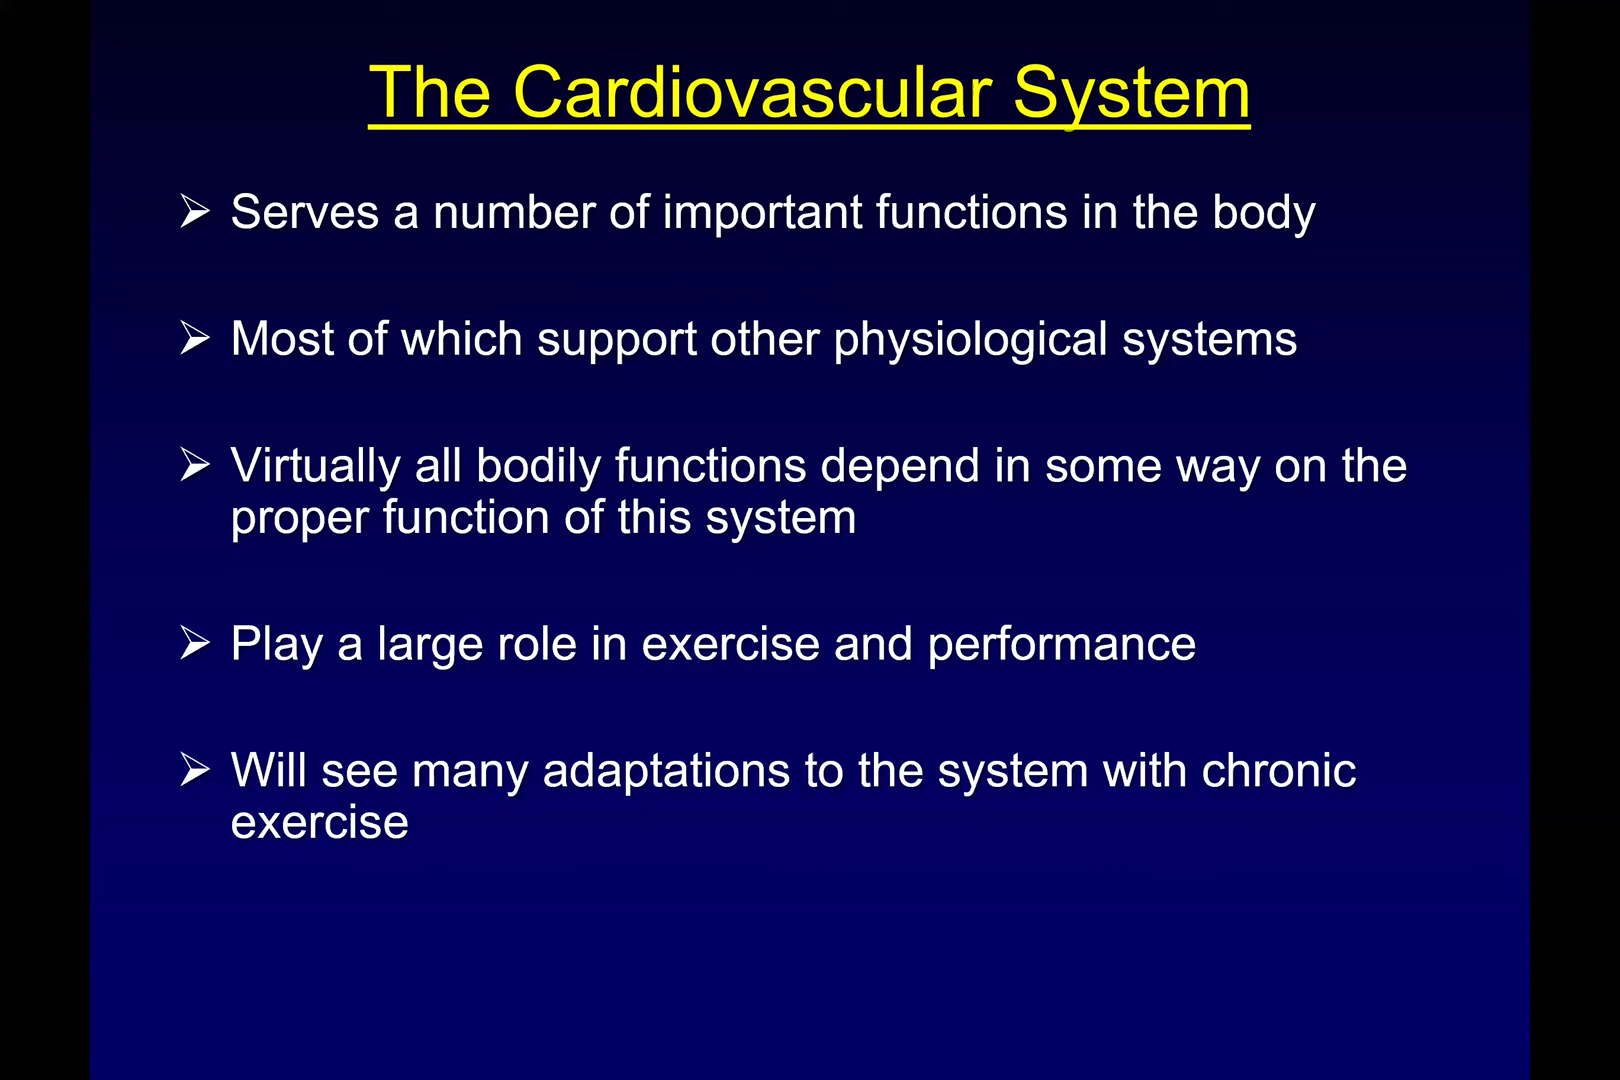 The Cardiovascular System
➢ Serves a number of important functions in the body
➢ Most of which support other physiological systems
➢ Virtually all bodily functions depend in some way on the
proper function of this system
➢ Play a large role in exercise and performance
➢ Will see many adaptations to the system with chronic
exercise